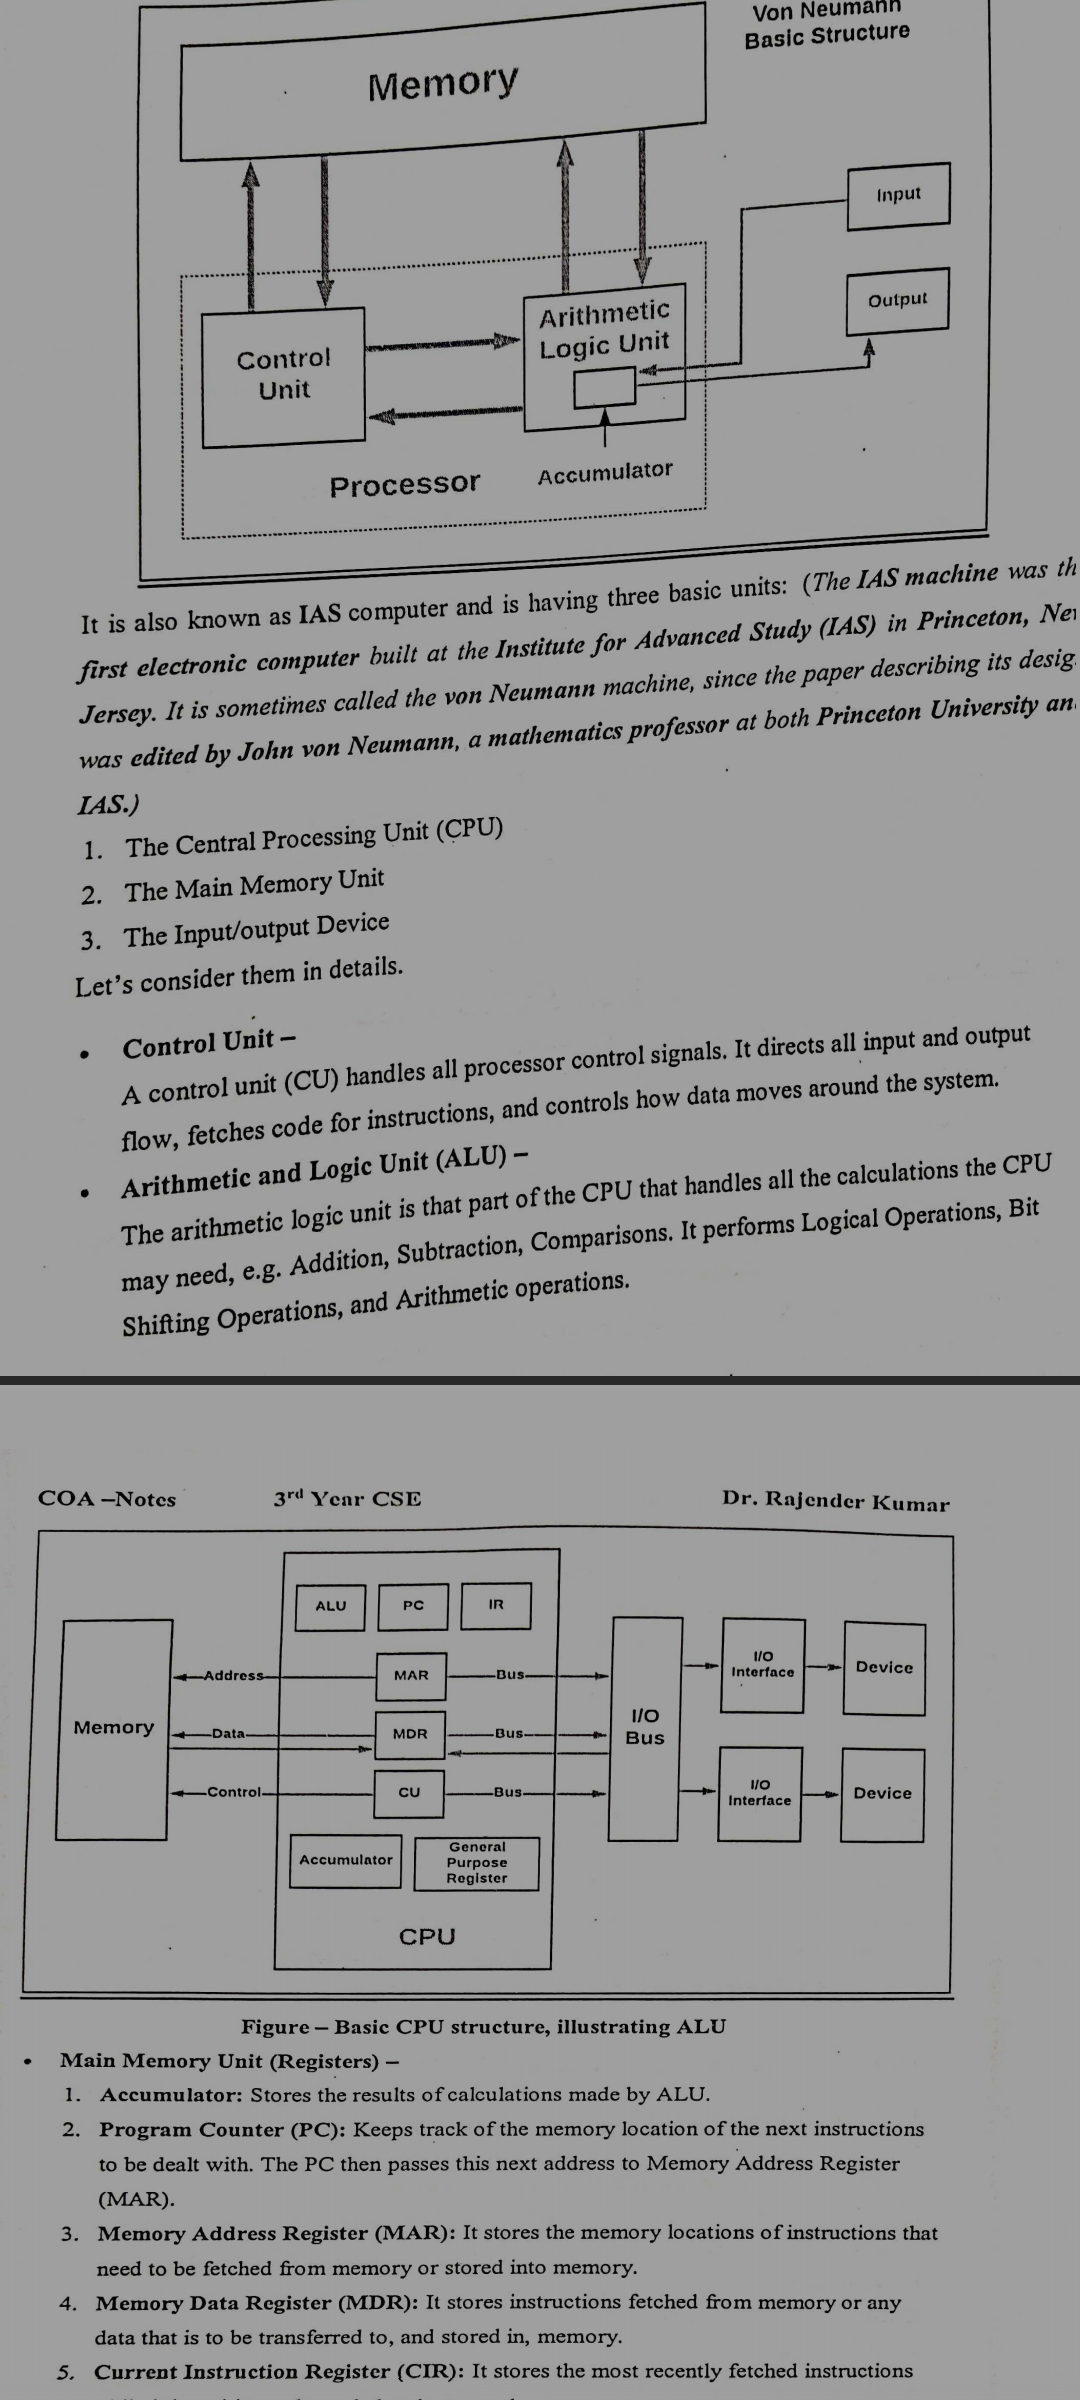 Von Neumann
Basic Structure
Memory
Input
Output
Arithmetic
Logic Unit
Control
Unit
Processor
Accumulator
It is also known as IAS computer and is having three basic units: (The IAS machine was
first electronic computer built at the Institute for Advanced Study (IAS) in Princeton,
Jersey. It is sometimes called the von Neumann machine, since the paper describing its
was edited by John von Neumann, a mathematics professor at both Princeton University
IAS.)
1. The Central Processing Unit (CPU)
2. The Main Memory Unit
3. The Input/output Device
Let's consider them in details.
• Control Unit –
A control unit (CU) handles all processor control signals. It directs all input and output
flow, fetches code for instructions, and controls how data moves around the system.
• Arithmetic and Logic Unit (ALU) –
The arithmetic logic unit is that part of the CPU that handles all the calculations the CPU
may need, e.g. Addition, Subtraction, Comparisons. It performs Logical Operations, Bit
Shifting Operations, and Arithmetic operations.
COA –Notes 3rd Year CSE Dr. Rajender Kumar
ALU PC IR
Memory
Address MAR Bus
Data MDR Bus
Control CU Bus
I/O
Bus
I/O
Interface
Device
I/O
Interface
Device
Accumulator
General
Purpose
Register
CPU
Figure – Basic CPU structure, illustrating ALU
• Main Memory Unit (Registers) –
1. Accumulator: Stores the results of calculations made by ALU.
2. Program Counter (PC): Keeps track of the memory location of the next instructions
to be dealt with. The PC then passes this next address to Memory Address Register
(MAR).
3. Memory Address Register (MAR): It stores the memory locations of instructions that
need to be fetched from memory or stored into memory.
4. Memory Data Register (MDR): It stores instructions fetched from memory or any
data that is to be transferred to, and stored in, memory.
5. Current Instruction Register (CIR): It stores the most recently fetched instructions